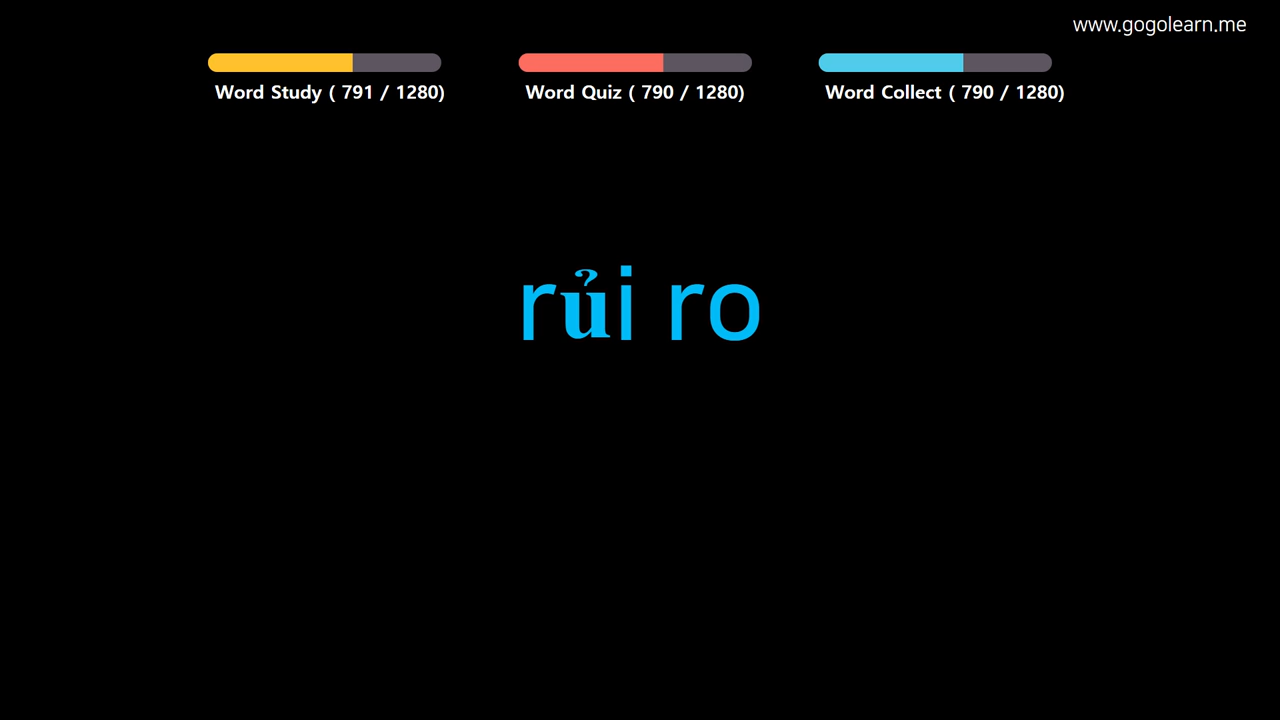 www.gogolearn.me
Word Study ( 791 / 1280)
Word Quiz ( 790 / 1280)
Word Collect ( 790 / 1280)
rủi ro